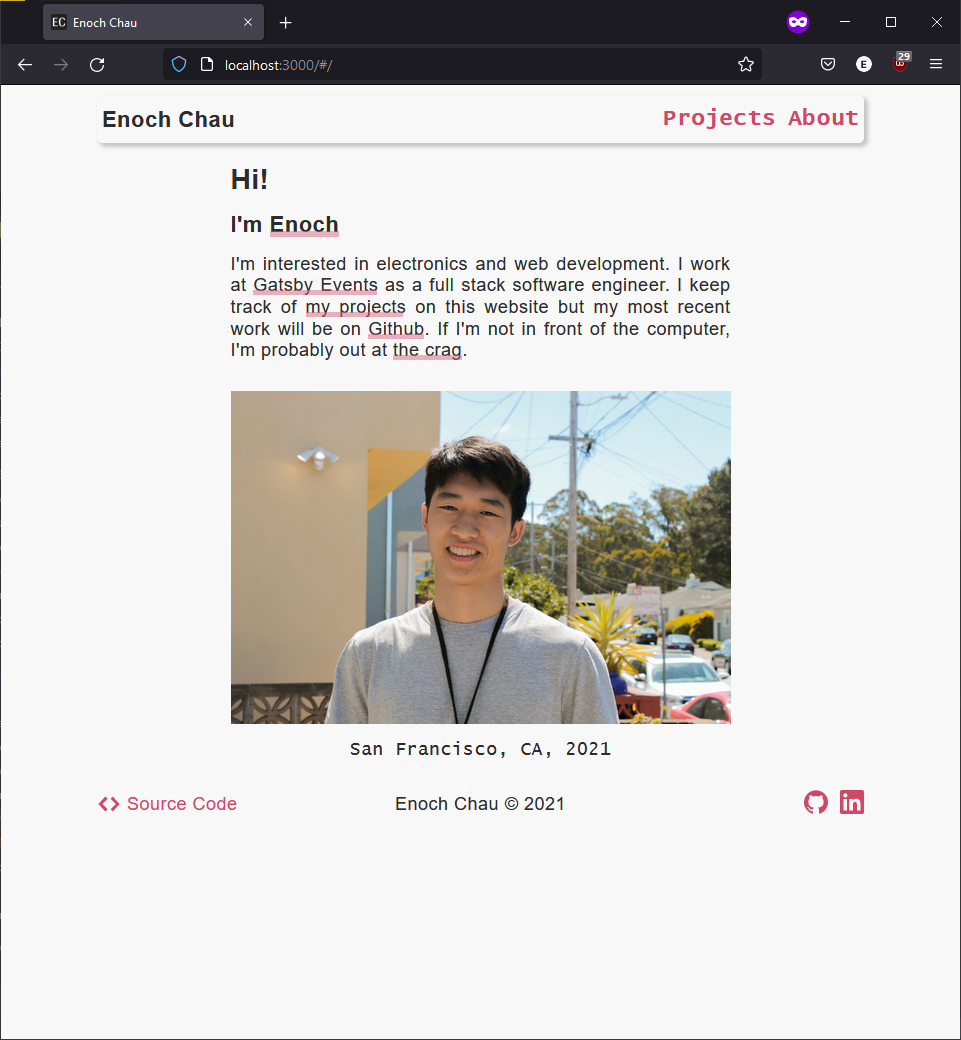 EC Enoch Chau
localhost:3000/#/
E
29
Enoch Chau
Projects About
Hi!
I'm Enoch
I'm interested in electronics and web development. I work
at Gatsby Events as a full stack software engineer. I keep
track of my projects on this website but my most recent
work will be on Github. If I'm not in front of the computer,
I'm probably out at the crag.
San Francisco, CA, 2021
<> Source Code
Enoch Chau © 2021
in